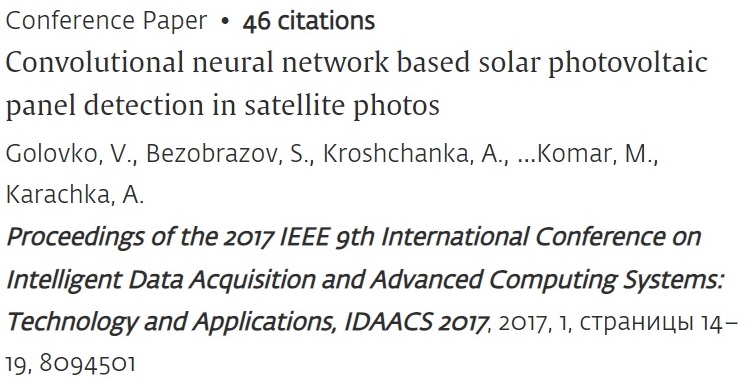 Conference Paper • 46 citations
Convolutional neural network based solar photovoltaic
panel detection in satellite photos
Golovko, V., Bezobrazov, S., Kroshchanka, A., ...Komar, M.,
Karachka, A.
Proceedings of the 2017 IEEE 9th International Conference on
Intelligent Data Acquisition and Advanced Computing Systems:
Technology and Applications, IDAACS 2017, 2017, 1, страницы 14–
19, 8094501